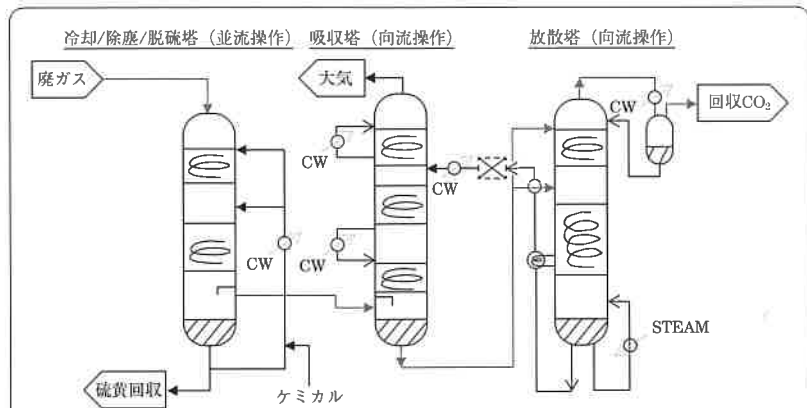 冷却/除塵/脱硫塔（並流操作）
吸収塔（向流操作）
放散塔（向流操作）
廃ガス
大気
CW
回収CO₂
CW
CW
CW
CW
STEAM
硫黄回収
ケミカル